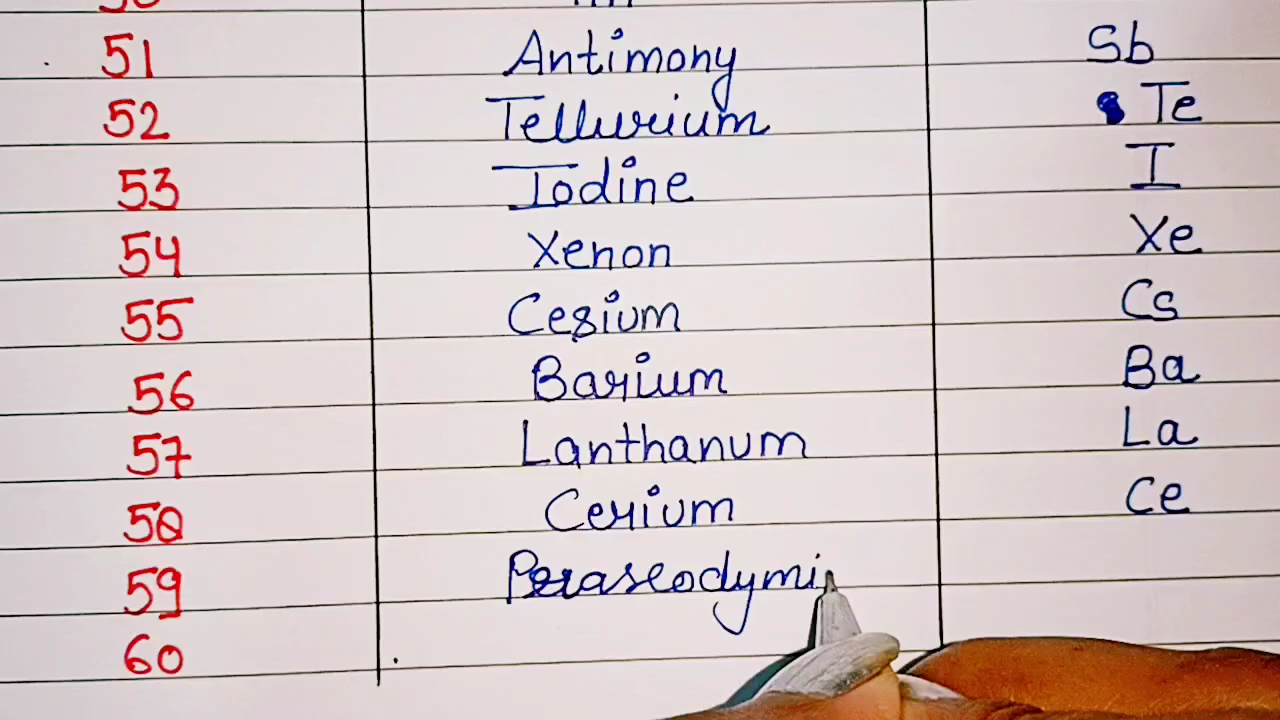 51 Antimony Sb
52 Tellurium Te
53 Iodine I
54 Xenon Xe
55 Cesium Cs
56 Barium Ba
57 Lanthanum La
58 Cerium Ce
59 Praseodymi
60